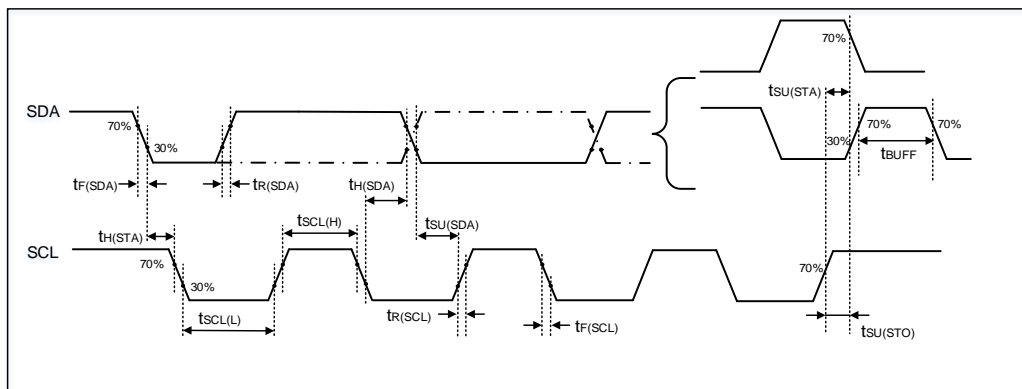 70%
tSU(STA)
SDA
70%
30%
30%
70%
70%
tBUFF
tF(SDA)
tR(SDA)
tH(SDA)
tH(STA)
tSCL(H)
tSU(SDA)
SCL
70%
30%
70%
tSCL(L)
tR(SCL)
tF(SCL)
tSU(STO)